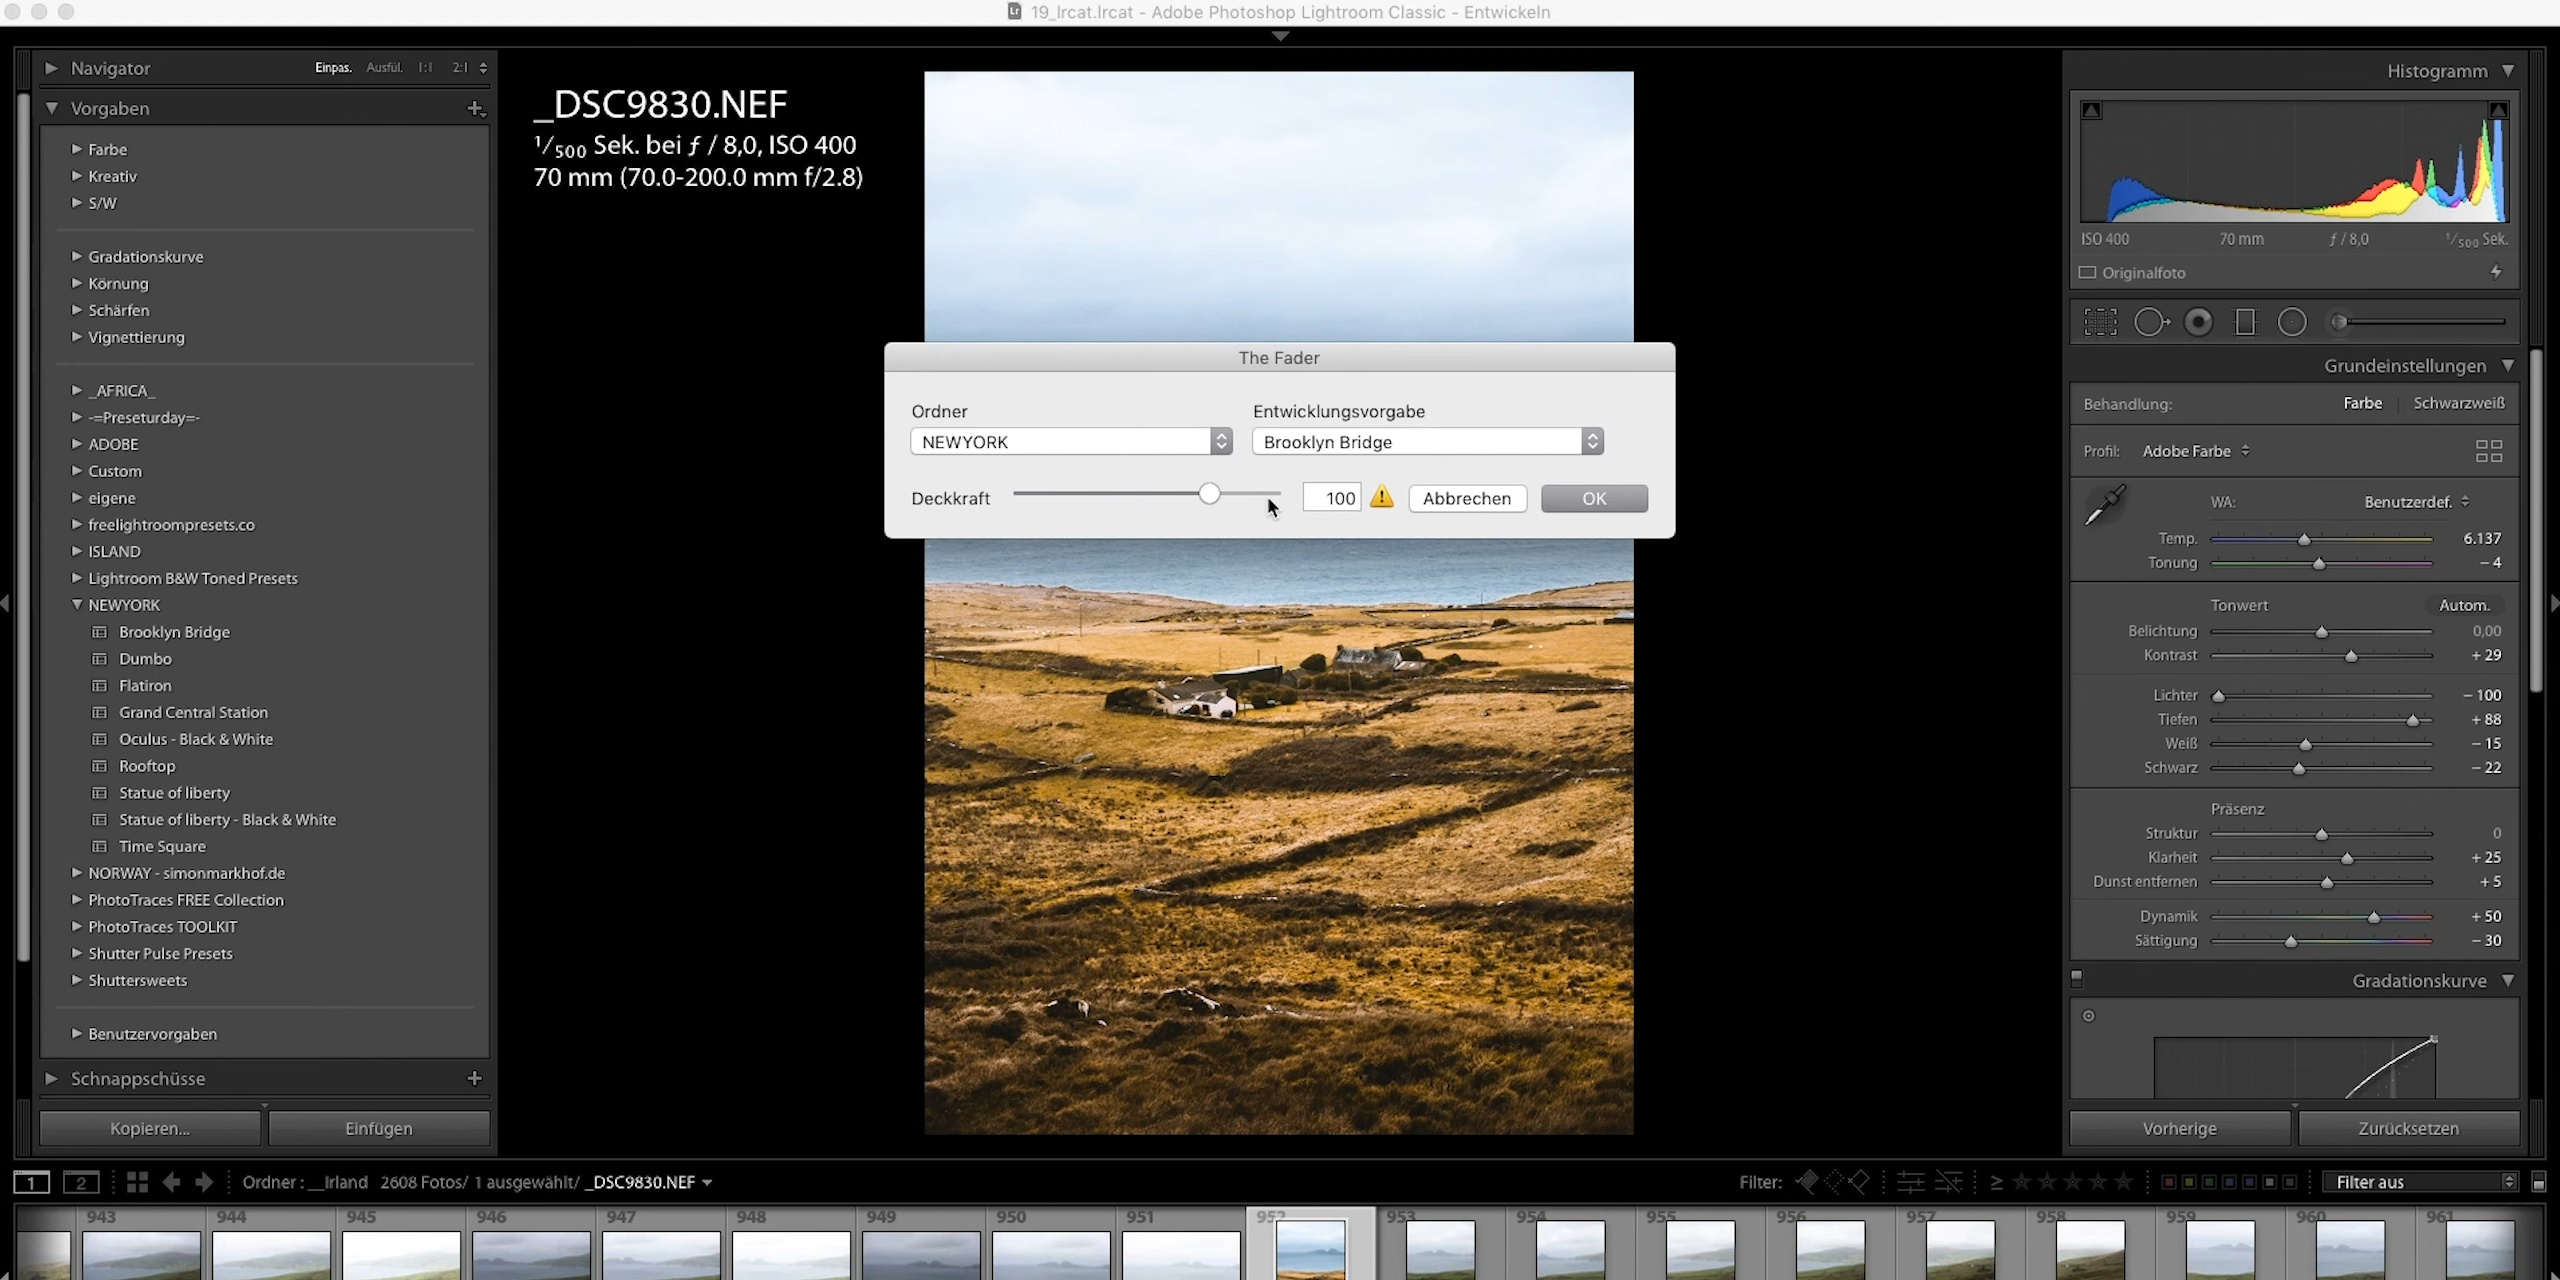 19_lrcat.lrcat - Adobe Photoshop Lightroom Classic - Entwickeln
Navigator
Einpas. Ausfül. 1:1 2:1
Vorgaben
Farbe
Kreativ
S/W
Gradationskurve
Körnung
Schärfen
Vignettierung
_AFRICA_
-=Preseturday=-
ADOBE
Custom
eigene
freelightroompresets.co
ISLAND
Lightroom B&W Toned Presets
NEWYORK
Brooklyn Bridge
Dumbo
Flatiron
Grand Central Station
Oculus - Black & White
Rooftop
Statue of liberty
Statue of liberty - Black & White
Time Square
NORWAY - simonmarkhof.de
PhotoTraces FREE Collection
PhotoTraces TOOLKIT
Shutter Pulse Presets
Shuttersweets
Benutzervorgaben
Schnappschüsse
Kopieren... Einfügen
_DSC9830.NEF
1/500 Sek. bei ƒ / 8,0, ISO 400
70 mm (70.0-200.0 mm f/2.8)
The Fader
Ordner Entwicklungsvorgabe
NEWYORK Brooklyn Bridge
Deckkraft 100 Abbrechen OK
Histogramm
ISO 400 70 mm ƒ / 8,0 1/500 Sek.
Originalfoto
Grundeinstellungen
Behandlung: Farbe Schwarzweiß
Profil: Adobe Farbe
WA: Benutzerdef.
Temp. 6.137
Tonung – 4
Tonwert Autom.
Belichtung 0,00
Kontrast + 29
Lichter – 100
Tiefen + 88
Weiß – 15
Schwarz – 22
Präsenz
Struktur 0
Klarheit + 25
Dunst entfernen + 5
Dynamik + 50
Sättigung – 30
Gradationskurve
Vorherige Zurücksetzen
1 2 Ordner : __Irland 2608 Fotos/ 1 ausgewählt/ _DSC9830.NEF Filter: ≥ Filter aus
943 944 945 946 947 948 949 950 951 952 953 954 955 956 957 958 959 960 961